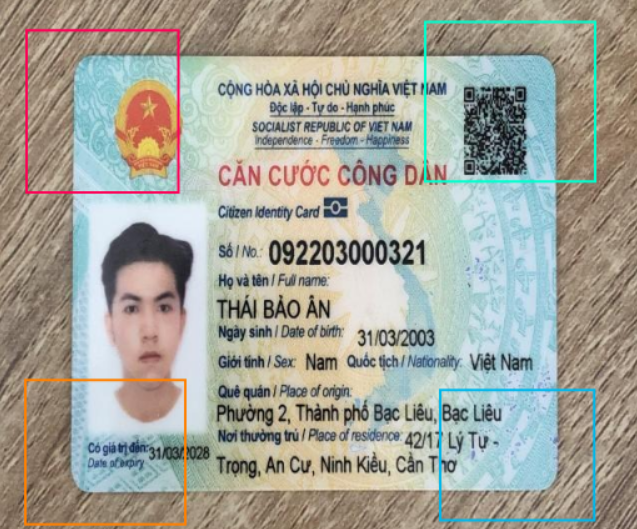 CỘNG HÒA XÃ HỘI CHỦ NGHĨA VIỆT NAM
Độc lập - Tự do - Hạnh phúc
SOCIALIST REPUBLIC OF VIET NAM
Independence - Freedom - Happiness
CĂN CƯỚC CÔNG DÂN
Citizen Identity Card
Số / No.: 092203000321
Họ và tên / Full name:
THÁI BẢO ÂN
Ngày sinh / Date of birth: 31/03/2003
Giới tính / Sex: Nam Quốc tịch / Nationality: Việt Nam
Quê quán / Place of origin:
Phường 2, Thành phố Bạc Liêu, Bạc Liêu
Nơi thường trú / Place of residence: 42/17 Lý Tự -
Trọng, An Cư, Ninh Kiều, Cần Thơ
Có giá trị đến: 31/03/2028
Date of expiry